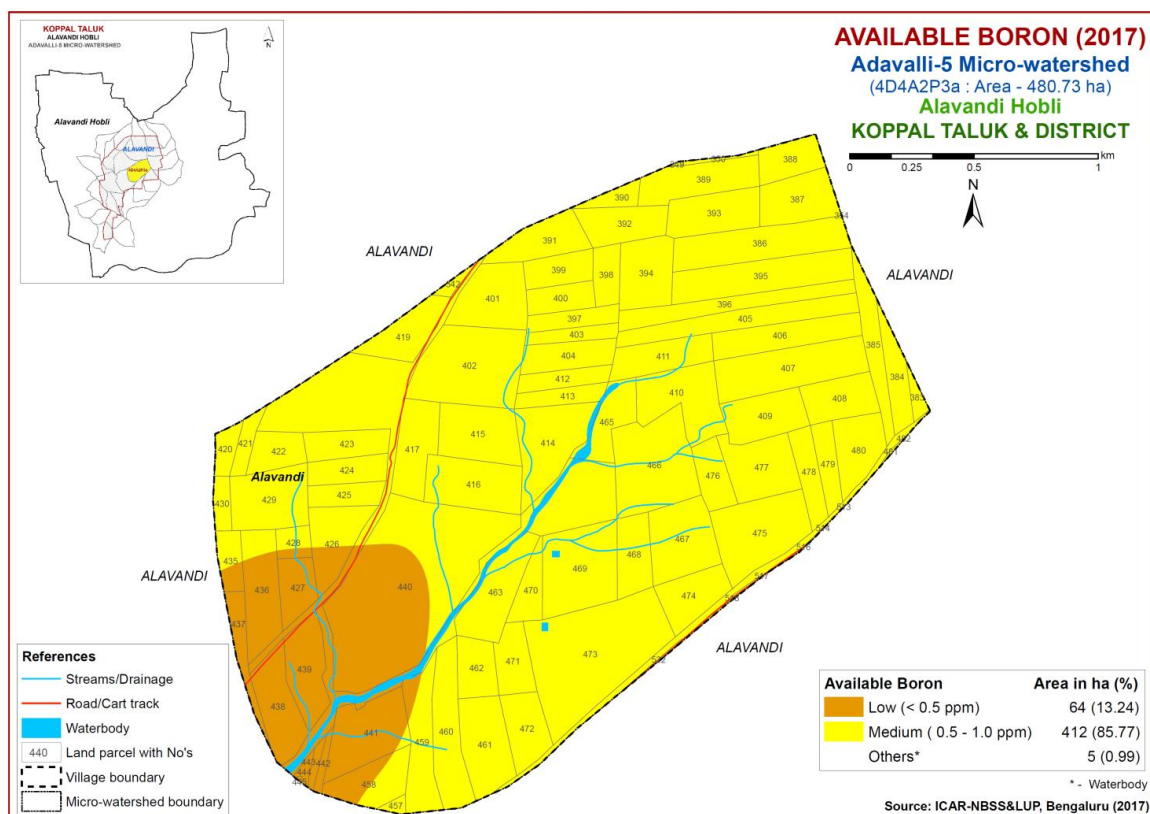 KOPPAL TALUK
ALAVANDI HOBLI
ADAVALLI-5 MICRO-WATERSHED
N
Alavandi Hobli
ALAVANDI
AVAILABLE BORON (2017)
Adavalli-5 Micro-watershed
(4D4A2P3a : Area - 480.73 ha)
Alavandi Hobli
KOPPAL TALUK & DISTRICT
km
0 0.25 0.5 1
N
388
389
390
387
393
392
391
386
ALAVANDI
ALAVANDI
399 398 394 395
401 400
396
397 405
419 403 406
402 404 411 407 385
412 410 384
413 408 383
409
415 465
420 421 422 423 417 414
424 466 476 477 478 479 480
Alavandi
416
429 425
430
428 426 475
435 467
ALAVANDI
436 427 440 469 468
463 470 474
437
ALAVANDI
439 471 473
462
438
441 460 472
459 461
443 442
444
458
457
References
Streams/Drainage
Road/Cart track
Waterbody
440 Land parcel with No's
Village boundary
Micro-watershed boundary
Available Boron Area in ha (%)
Low (< 0.5 ppm) 64 (13.24)
Medium ( 0.5 - 1.0 ppm) 412 (85.77)
Others* 5 (0.99)
* - Waterbody
Source: ICAR-NBSS&LUP, Bengaluru (2017)